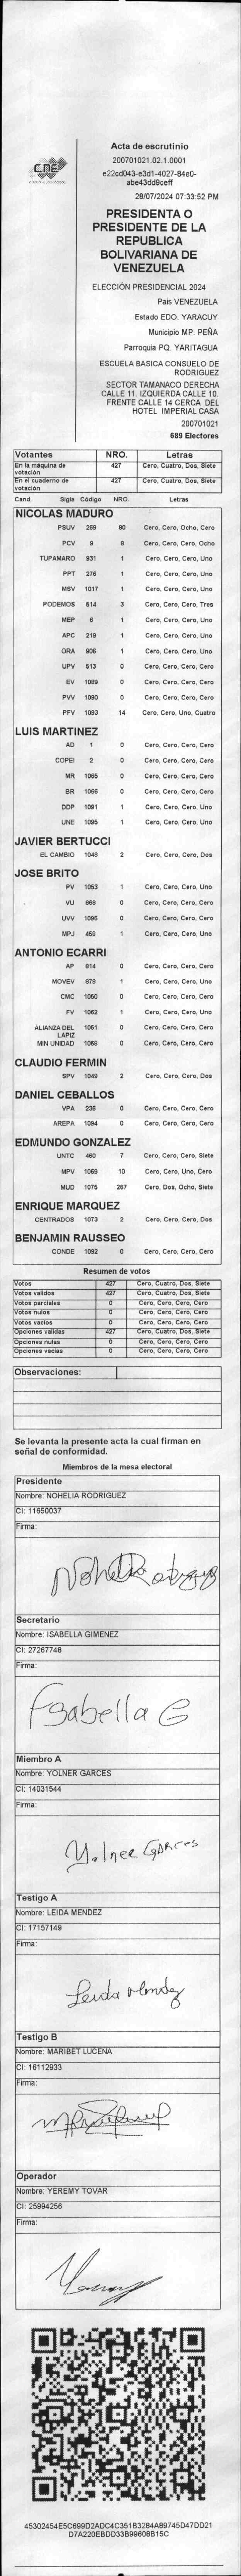 CNE
Acta de escrutinio
200701021.02.1.0001
e22cd043-e3d1-4027-84e0-
abe43dd9ceff
28/07/2024 07:33:52 PM
PRESIDENTA O
PRESIDENTE DE LA
REPUBLICA
BOLIVARIANA DE
VENEZUELA
ELECCIÓN PRESIDENCIAL 2024
País VENEZUELA
Estado EDO. YARACUY
Municipio MP. PEÑA
Parroquia PQ. YARITAGUA
ESCUELA BASICA CONSUELO DE
RODRIGUEZ
SECTOR TAMANACO DERECHA
CALLE 11. IZQUIERDA CALLE 10.
FRENTE CALLE 14 CERCA DEL
HOTEL IMPERIAL CASA
200701021
689 Electores
Votantes NRO. Letras
En la máquina de votación 427 Cero, Cuatro, Dos, Siete
En el cuaderno de votación 427 Cero, Cuatro, Dos, Siete
Cand. Sigla Código NRO. Letras
NICOLAS MADURO
PSUV 269 80 Cero, Cero, Ocho, Cero
PCV 9 8 Cero, Cero, Cero, Ocho
TUPAMARO 931 1 Cero, Cero, Cero, Uno
PPT 276 1 Cero, Cero, Cero, Uno
MSV 1017 1 Cero, Cero, Cero, Uno
PODEMOS 514 3 Cero, Cero, Cero, Tres
MEP 6 1 Cero, Cero, Cero, Uno
APC 219 1 Cero, Cero, Cero, Uno
ORA 906 1 Cero, Cero, Cero, Uno
UPV 513 0 Cero, Cero, Cero, Cero
EV 1089 0 Cero, Cero, Cero, Cero
PVV 1090 0 Cero, Cero, Cero, Cero
PFV 1093 14 Cero, Cero, Uno, Cuatro
LUIS MARTINEZ
AD 1 0 Cero, Cero, Cero, Cero
COPEI 2 0 Cero, Cero, Cero, Cero
MR 1065 0 Cero, Cero, Cero, Cero
BR 1066 0 Cero, Cero, Cero, Cero
DDP 1091 1 Cero, Cero, Cero, Uno
UNE 1095 1 Cero, Cero, Cero, Uno
JAVIER BERTUCCI
EL CAMBIO 1048 2 Cero, Cero, Cero, Dos
JOSE BRITO
PV 1053 1 Cero, Cero, Cero, Uno
VU 868 0 Cero, Cero, Cero, Cero
UVV 1096 0 Cero, Cero, Cero, Cero
MPJ 458 1 Cero, Cero, Cero, Uno
ANTONIO ECARRI
AP 814 0 Cero, Cero, Cero, Cero
MOVEV 879 1 Cero, Cero, Cero, Uno
CMC 1050 0 Cero, Cero, Cero, Cero
FV 1062 1 Cero, Cero, Cero, Uno
ALIANZA DEL LAPIZ 1061 0 Cero, Cero, Cero, Cero
MIN UNIDAD 1068 0 Cero, Cero, Cero, Cero
CLAUDIO FERMIN
SPV 1049 2 Cero, Cero, Cero, Dos
DANIEL CEBALLOS
VPA 236 0 Cero, Cero, Cero, Cero
AREPA 1094 0 Cero, Cero, Cero, Cero
EDMUNDO GONZALEZ
UNTC 460 7 Cero, Cero, Cero, Siete
MPV 1069 10 Cero, Cero, Uno, Cero
MUD 1075 287 Cero, Dos, Ocho, Siete
ENRIQUE MARQUEZ
CENTRADOS 1073 2 Cero, Cero, Cero, Dos
BENJAMIN RAUSSEO
CONDE 1092 0 Cero, Cero, Cero, Cero
Resumen de votos
Votos 427 Cero, Cuatro, Dos, Siete
Votos validos 427 Cero, Cuatro, Dos, Siete
Votos parciales 0 Cero, Cero, Cero, Cero
Votos nulos 0 Cero, Cero, Cero, Cero
Votos vacios 0 Cero, Cero, Cero, Cero
Opciones validas 427 Cero, Cuatro, Dos, Siete
Opciones nulas 0 Cero, Cero, Cero, Cero
Opciones vacias 0 Cero, Cero, Cero, Cero
Observaciones:
Se levanta la presente acta la cual firman en
señal de conformidad.
Miembros de la mesa electoral
Presidente
Nombre: NOHELIA RODRIGUEZ
CI: 11650037
Firma:
Nohelia Rodriguez
Secretario
Nombre: ISABELLA GIMENEZ
CI: 27267748
Firma:
Isabella G
Miembro A
Nombre: YOLNER GARCES
CI: 14031544
Firma:
Yolner Garces
Testigo A
Nombre: LEIDA MENDEZ
CI: 17157149
Firma:
Leida Mendez
Testigo B
Nombre: MARIBET LUCENA
CI: 16112933
Firma:
Operador
Nombre: YEREMY TOVAR
CI: 25994256
Firma:
45302454E5C699D2ADC4C351B3284A89745D47DD21
D7A220EBDD33B99608B15C